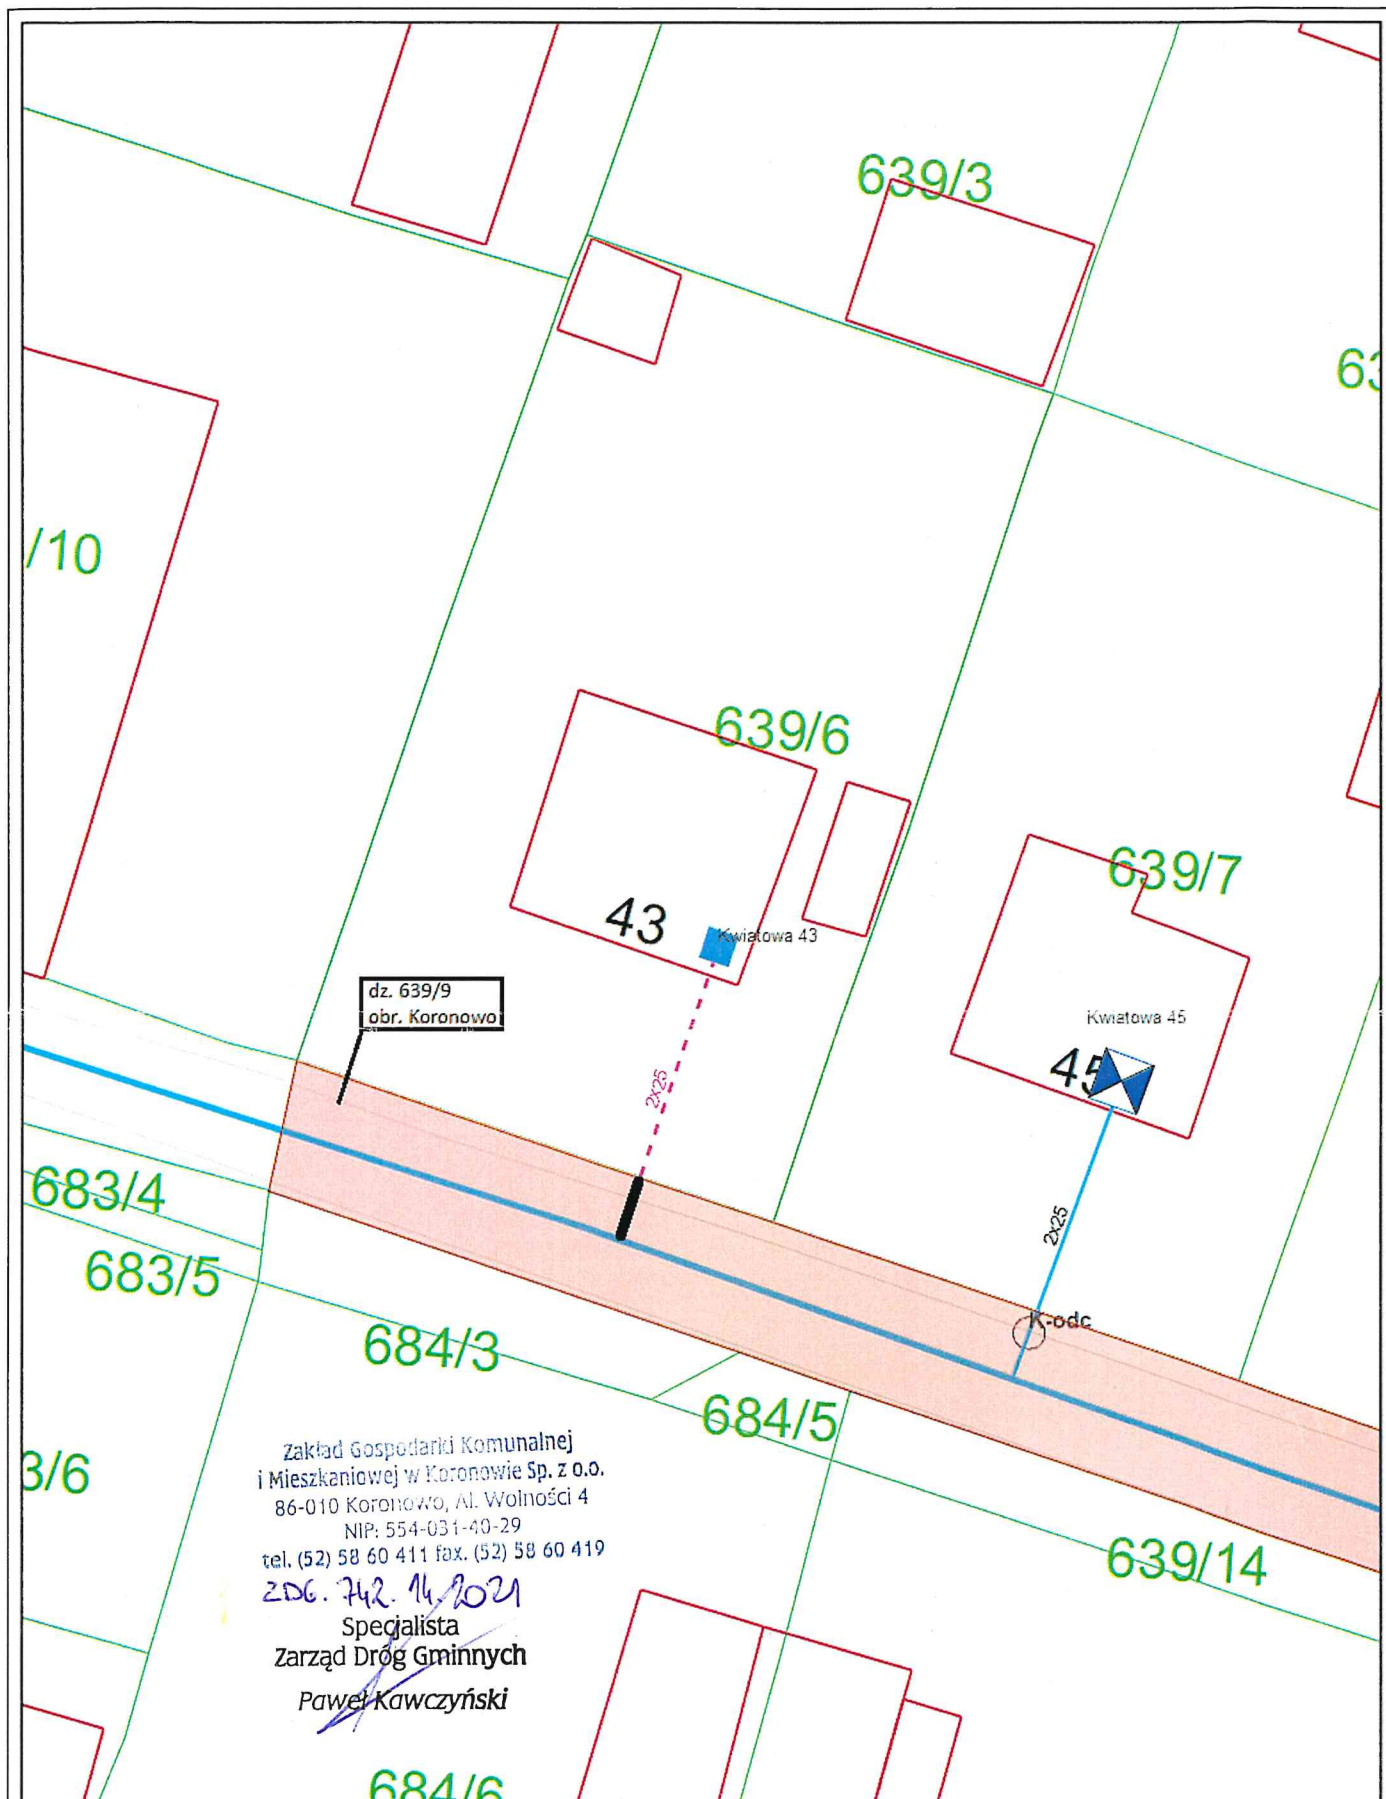 639/3
63
/10
639/6
639/7
43
Kwiatowa 43
dz. 639/9
obr. Koronowo
Kwiatowa 45
45
2x25
2x25
683/4
683/5
K-odc
684/3
684/5
3/6
Zakład Gospodarki Komunalnej
i Mieszkaniowej w Koronowie Sp. z o.o.
86-010 Koronowo, Al. Wolności 4
NIP: 554-031-40-29
tel. (52) 58 60 411 fax. (52) 58 60 419
ZDG. 742. 14. 2021
Specjalista
Zarząd Dróg Gminnych
Paweł Kawczyński
639/14
684/6